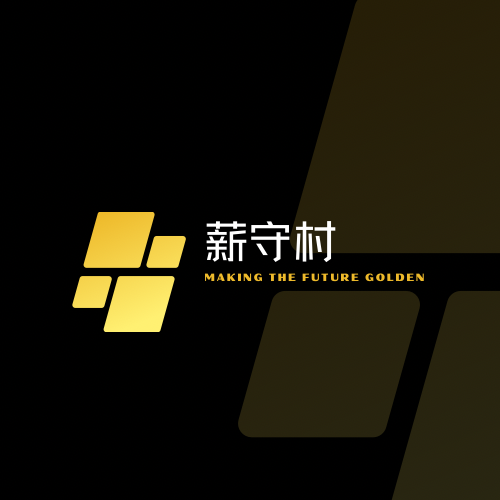 薪守村
MAKING THE FUTURE GOLDEN